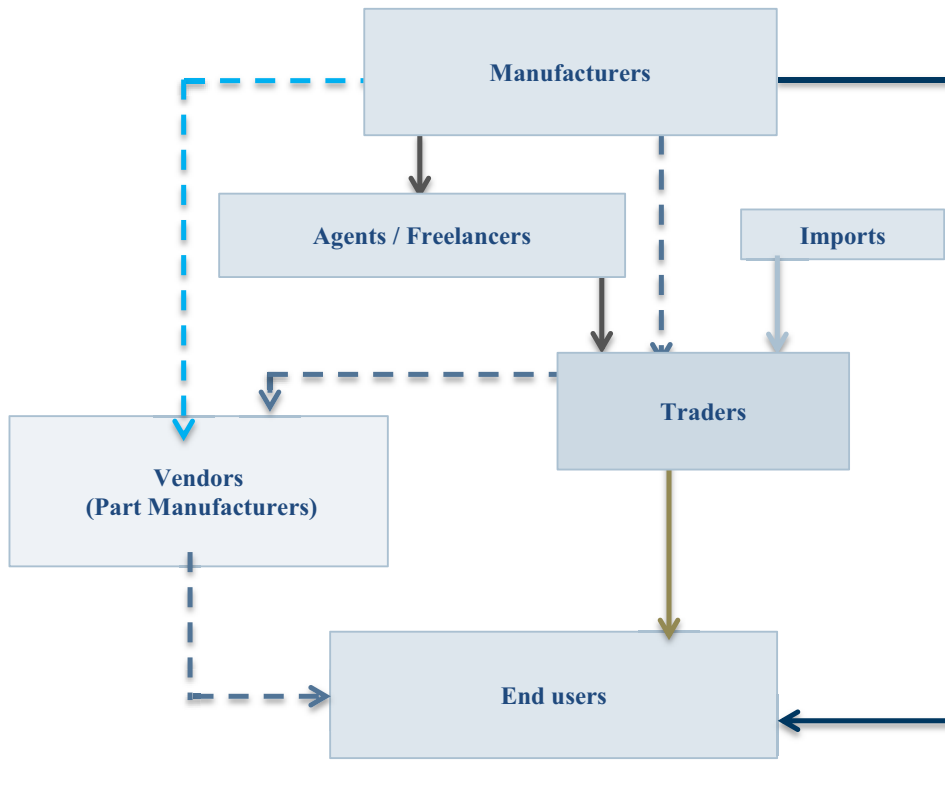 Manufacturers
Agents / Freelancers
Imports
Traders
Vendors
(Part Manufacturers)
End users